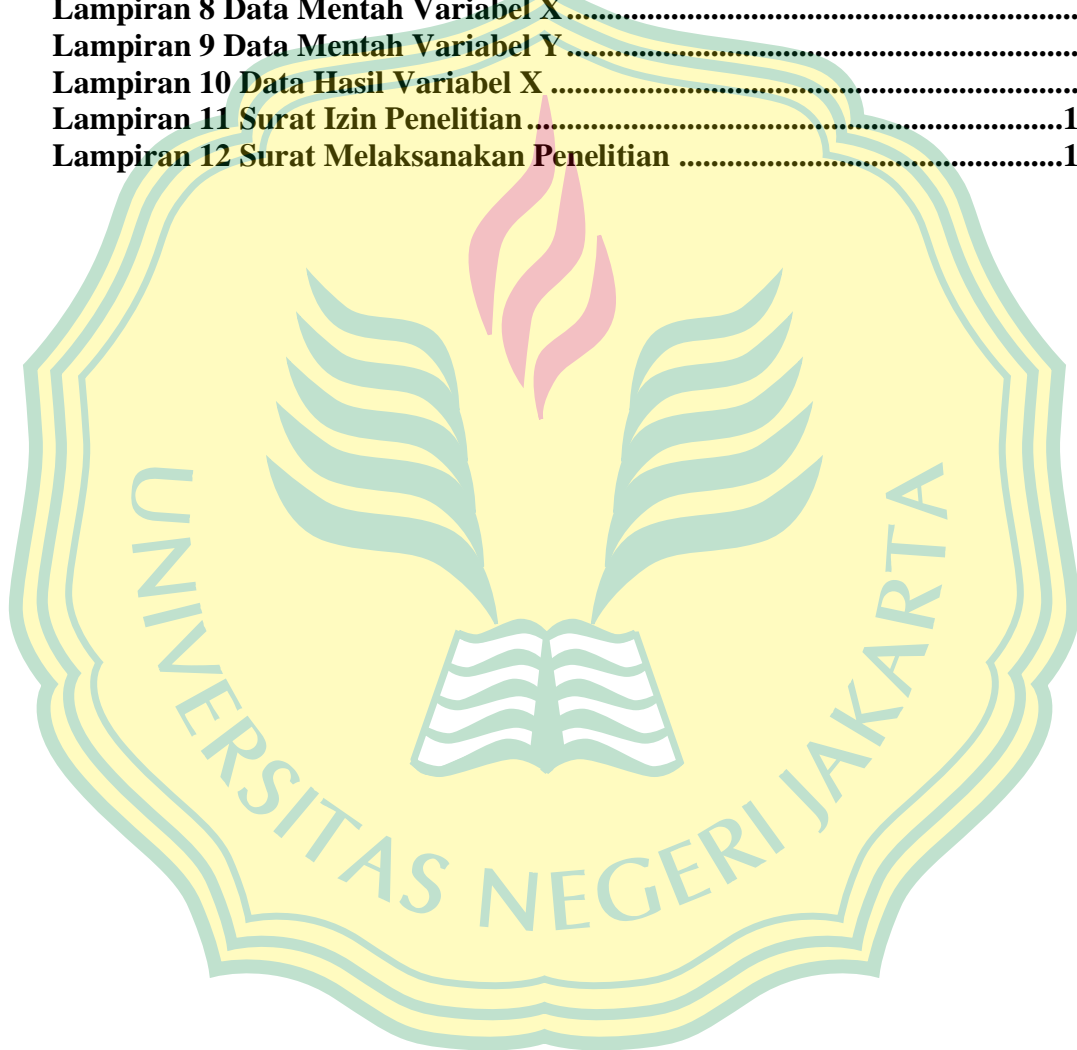 Lampiran 8 Data Mentah Variabel X....................................................................
Lampiran 9 Data Mentah Variabel Y....................................................................
Lampiran 10 Data Hasil Variabel X.....................................................................
Lampiran 11 Surat Izin Penelitian.....................................................................1
Lampiran 12 Surat Melaksanakan Penelitian ..................................................1
UNIVERSITAS NEGERI JAKARTA